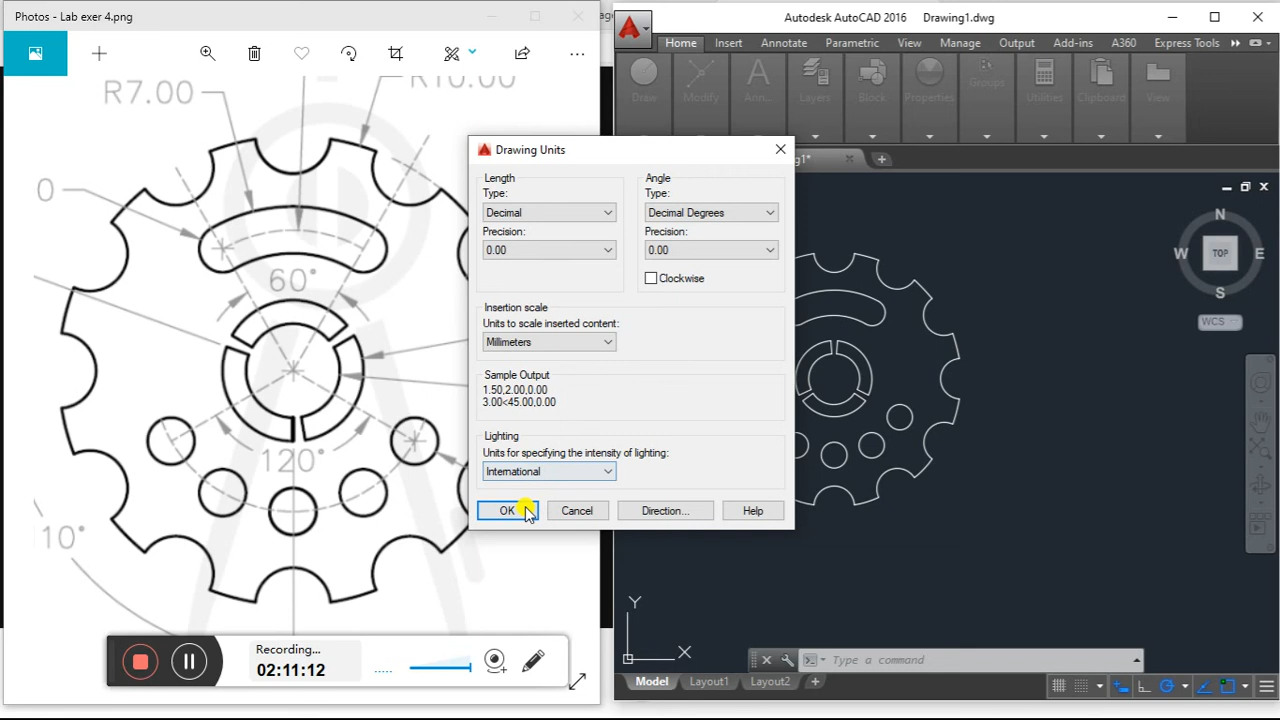 Photos - Lab exer 4.png
R7.00
R10.00
0
60°
120°
10°
Recording...
02:11:12
Autodesk AutoCAD 2016 Drawing1.dwg
Home Insert Annotate Parametric View Manage Output Add-ins A360 Express Tools
Draw Modify Ann... Layers Block Properties Groups Utilities Clipboard View
Drawing Units
Length
Type:
Decimal
Precision:
0.00
Angle
Type:
Decimal Degrees
Precision:
0.00
Clockwise
Insertion scale
Units to scale inserted content:
Millimeters
Sample Output
1.50,2.00,0.00
3.00<45.00,0.00
Lighting
Units for specifying the intensity of lighting:
International
OK Cancel Direction... Help
N
W TOP E
S
WCS
Y
X
Type a command
Model Layout1 Layout2